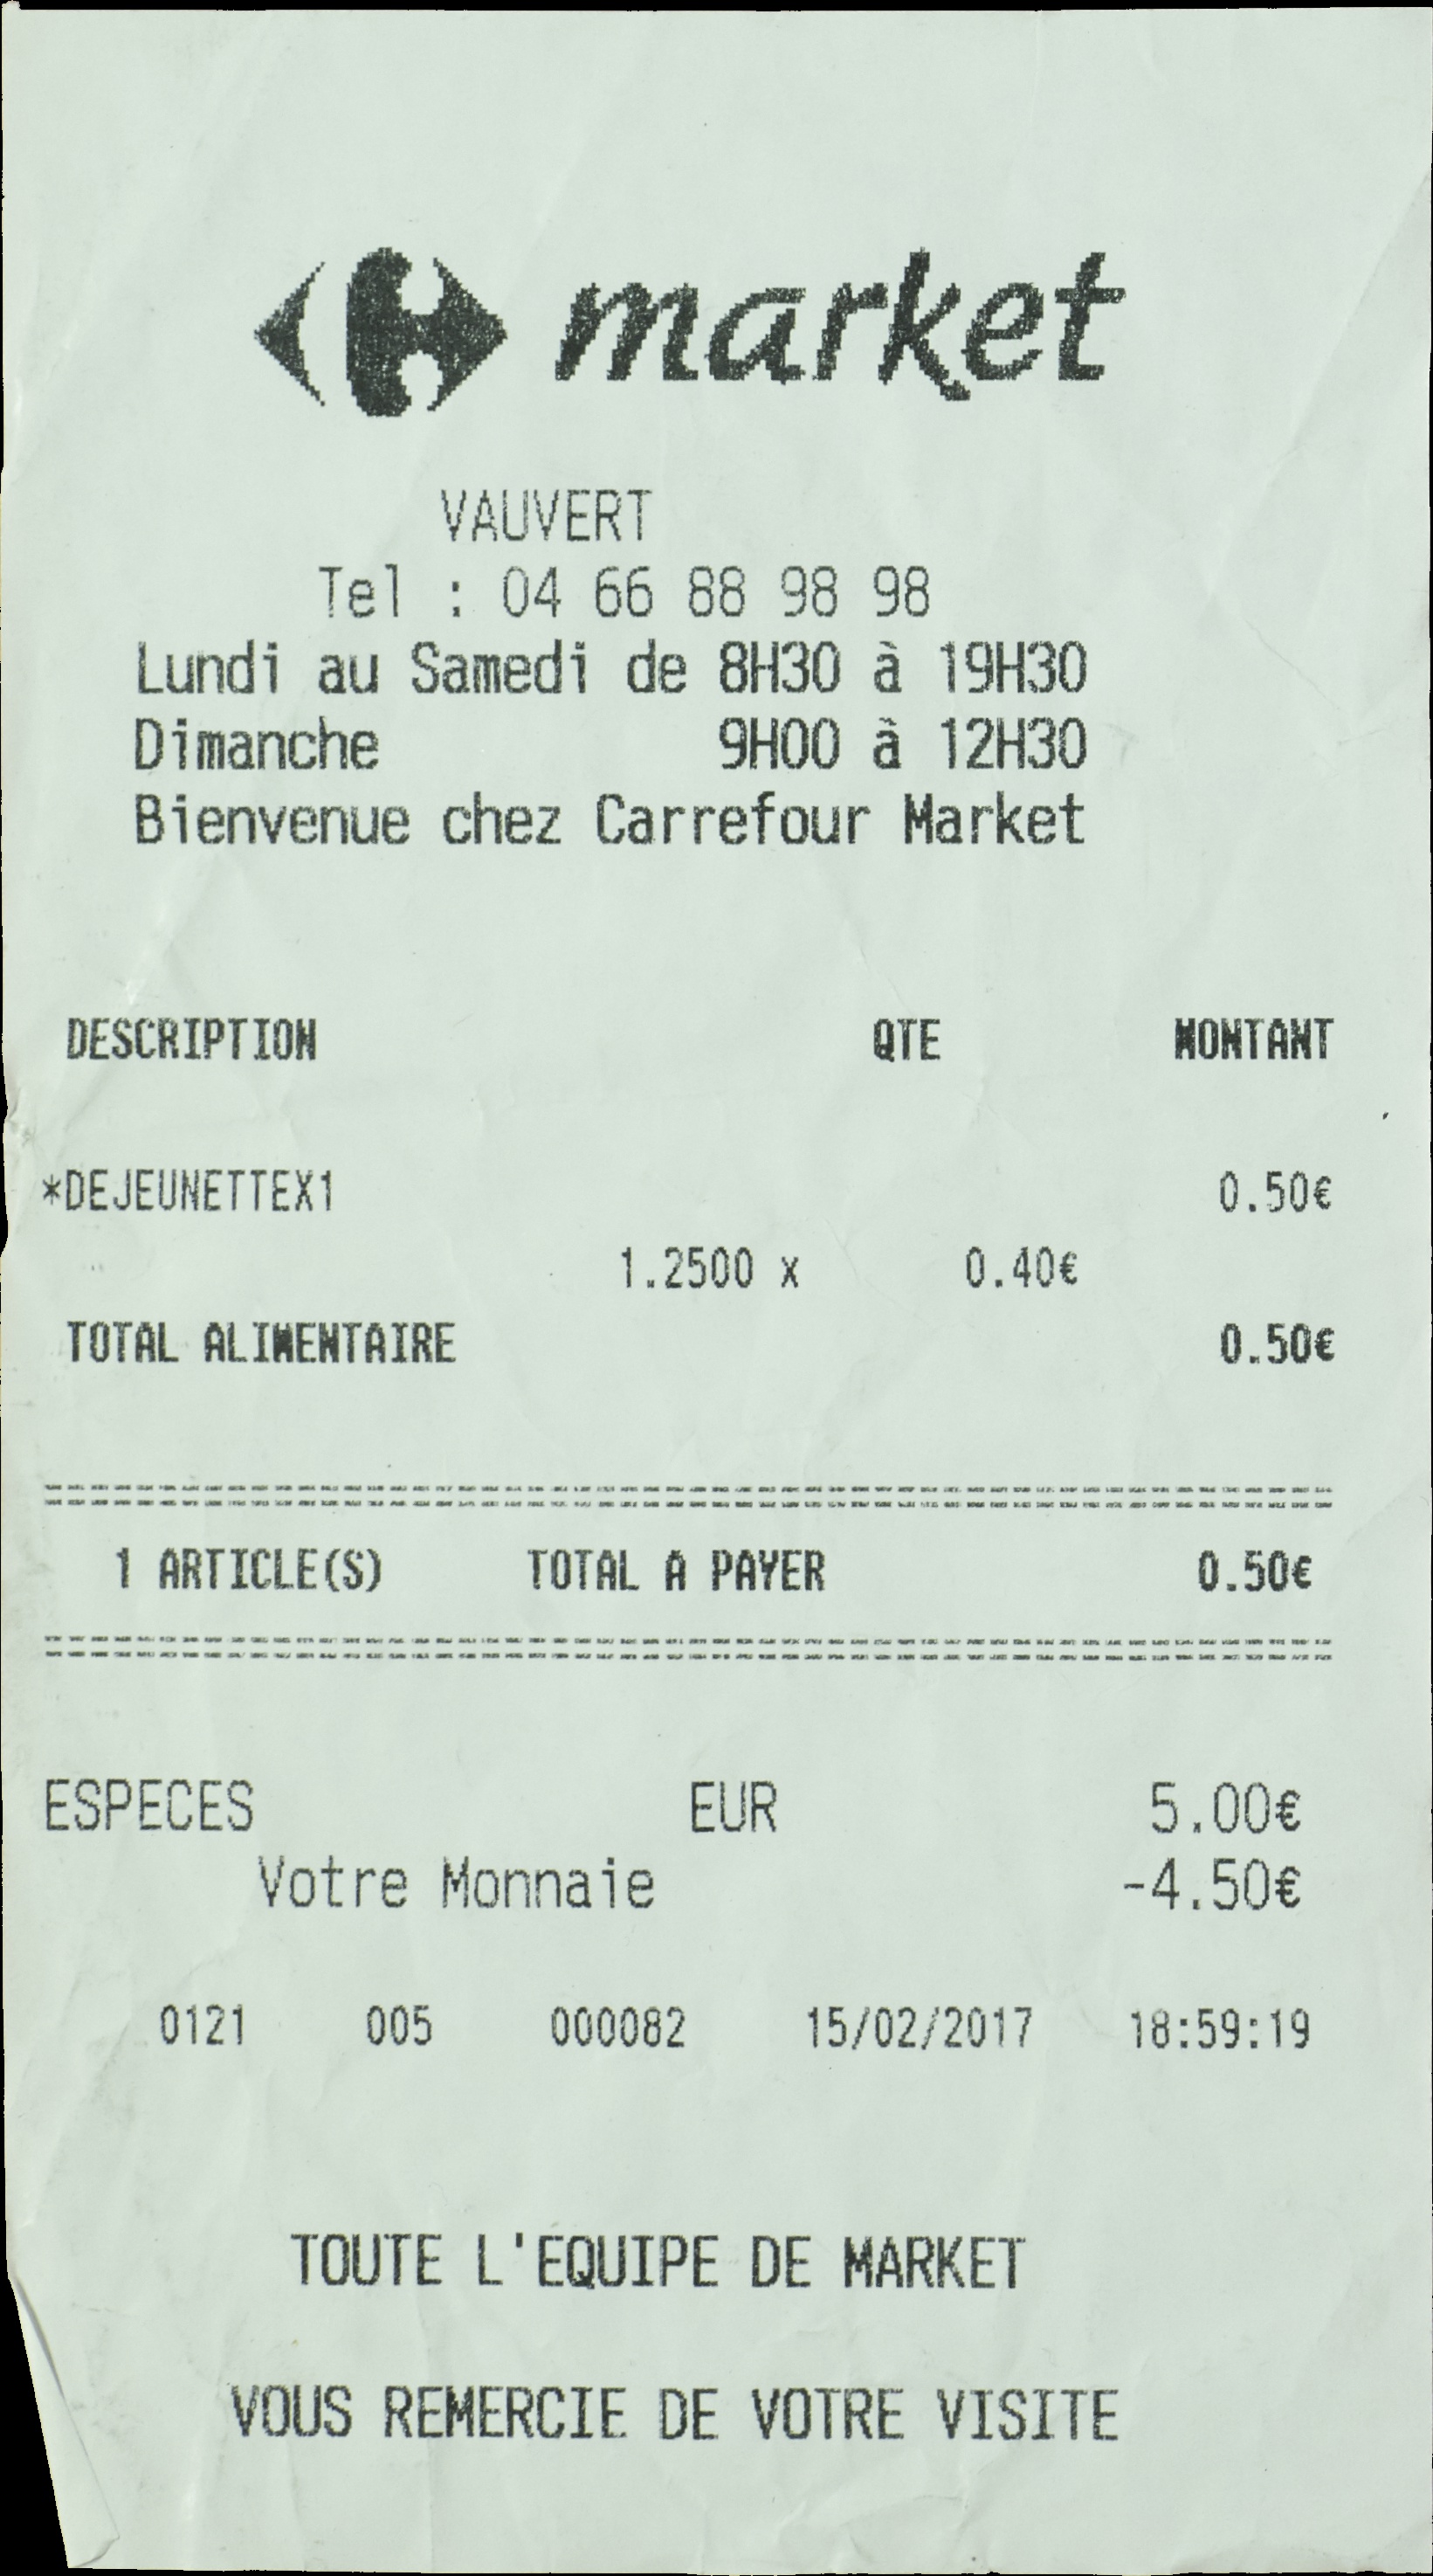 market
VAUVERT
Tel : 04 66 88 98 98
Lundi au Samedi de 8H30 à 19H30
Dimanche 9H00 à 12H30
Bienvenue chez Carrefour Market
DESCRIPTION QTE MONTANT
*DEJEUNETTEX1 0.50€
1.2500 x 0.40€
TOTAL ALIMENTAIRE 0.50€
1 ARTICLE(S) TOTAL A PAYER 0.50€
ESPECES EUR 5.00€
Votre Monnaie -4.50€
0121 005 000082 15/02/2017 18:59:19
TOUTE L'EQUIPE DE MARKET
VOUS REMERCIE DE VOTRE VISITE